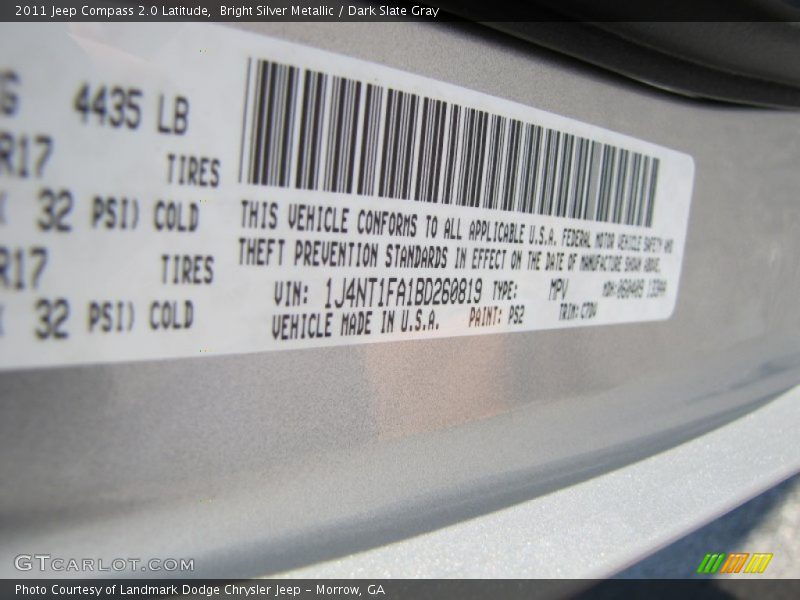 2011 Jeep Compass 2.0 Latitude,  Bright Silver Metallic / Dark Slate Gray
4435 LB
R17 TIRES
32 PSI) COLD
R17 TIRES
32 PSI) COLD
THIS VEHICLE CONFORMS TO ALL APPLICABLE U.S.A. FEDERAL MOTOR VEHICLE SAFETY AND
THEFT PREVENTION STANDARDS IN EFFECT ON THE DATE OF MANUFACTURE SHOWN ABOVE.
VIN: 1J4NT1FA1BD260819 TYPE: MPV
VEHICLE MADE IN U.S.A. PAINT: PS2 TRIM:
GTCARLOT.COM
Photo Courtesy of Landmark Dodge Chrysler Jeep - Morrow, GA